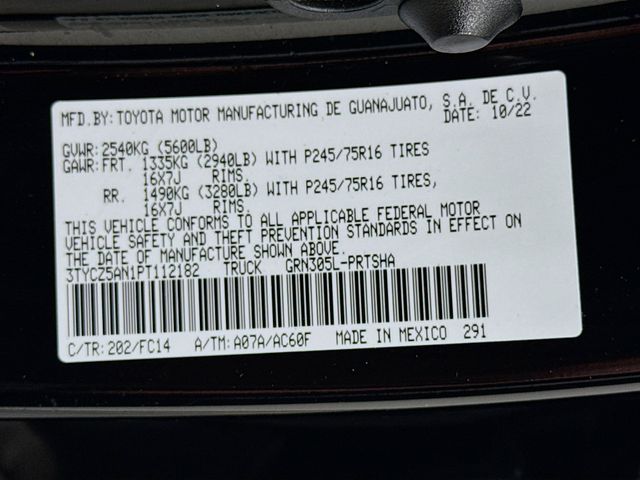 MFD.BY:TOYOTA MOTOR MANUFACTURING DE GUANAJUATO, S.A. DE C.V.
DATE: 10/22
GVWR:2540KG (5600LB)
GAWR:FRT. 1335KG (2940LB) WITH P245/75R16 TIRES
16X7J RIMS.
RR. 1490KG (3280LB) WITH P245/75R16 TIRES,
16X7J RIMS.
THIS VEHICLE CONFORMS TO ALL APPLICABLE FEDERAL MOTOR
VEHICLE SAFETY AND THEFT PREVENTION STANDARDS IN EFFECT ON
THE DATE OF MANUFACTURE SHOWN ABOVE.
3TYCZ5AN1PT112182 TRUCK GRN305L-PRTSHA
C/TR:202/FC14 A/TM:A07A/AC60F MADE IN MEXICO 291